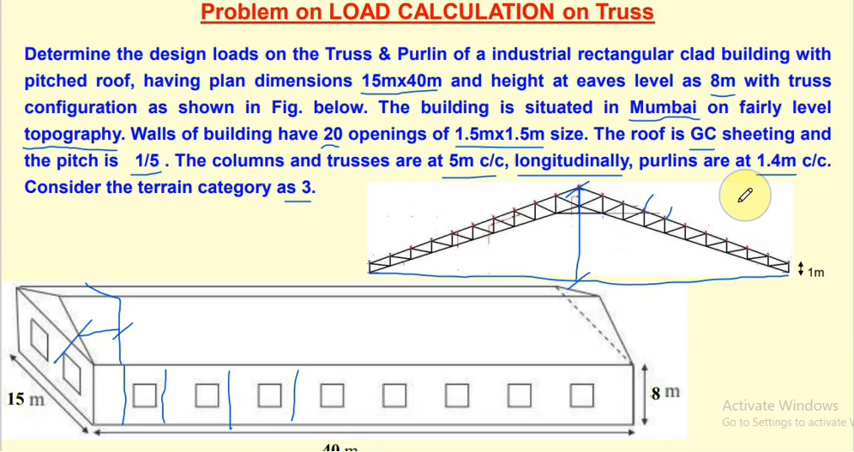 Problem on LOAD CALCULATION on Truss
Determine the design loads on the Truss & Purlin of a industrial rectangular clad building with
pitched roof, having plan dimensions 15mx40m and height at eaves level as 8m with truss
configuration as shown in Fig. below. The building is situated in Mumbai on fairly level
topography. Walls of building have 20 openings of 1.5mx1.5m size. The roof is GC sheeting and
the pitch is 1/5 . The columns and trusses are at 5m c/c, longitudinally, purlins are at 1.4m c/c.
Consider the terrain category as 3.
1m
15 m
8 m
40 m
Activate Windows
Go to Settings to activate